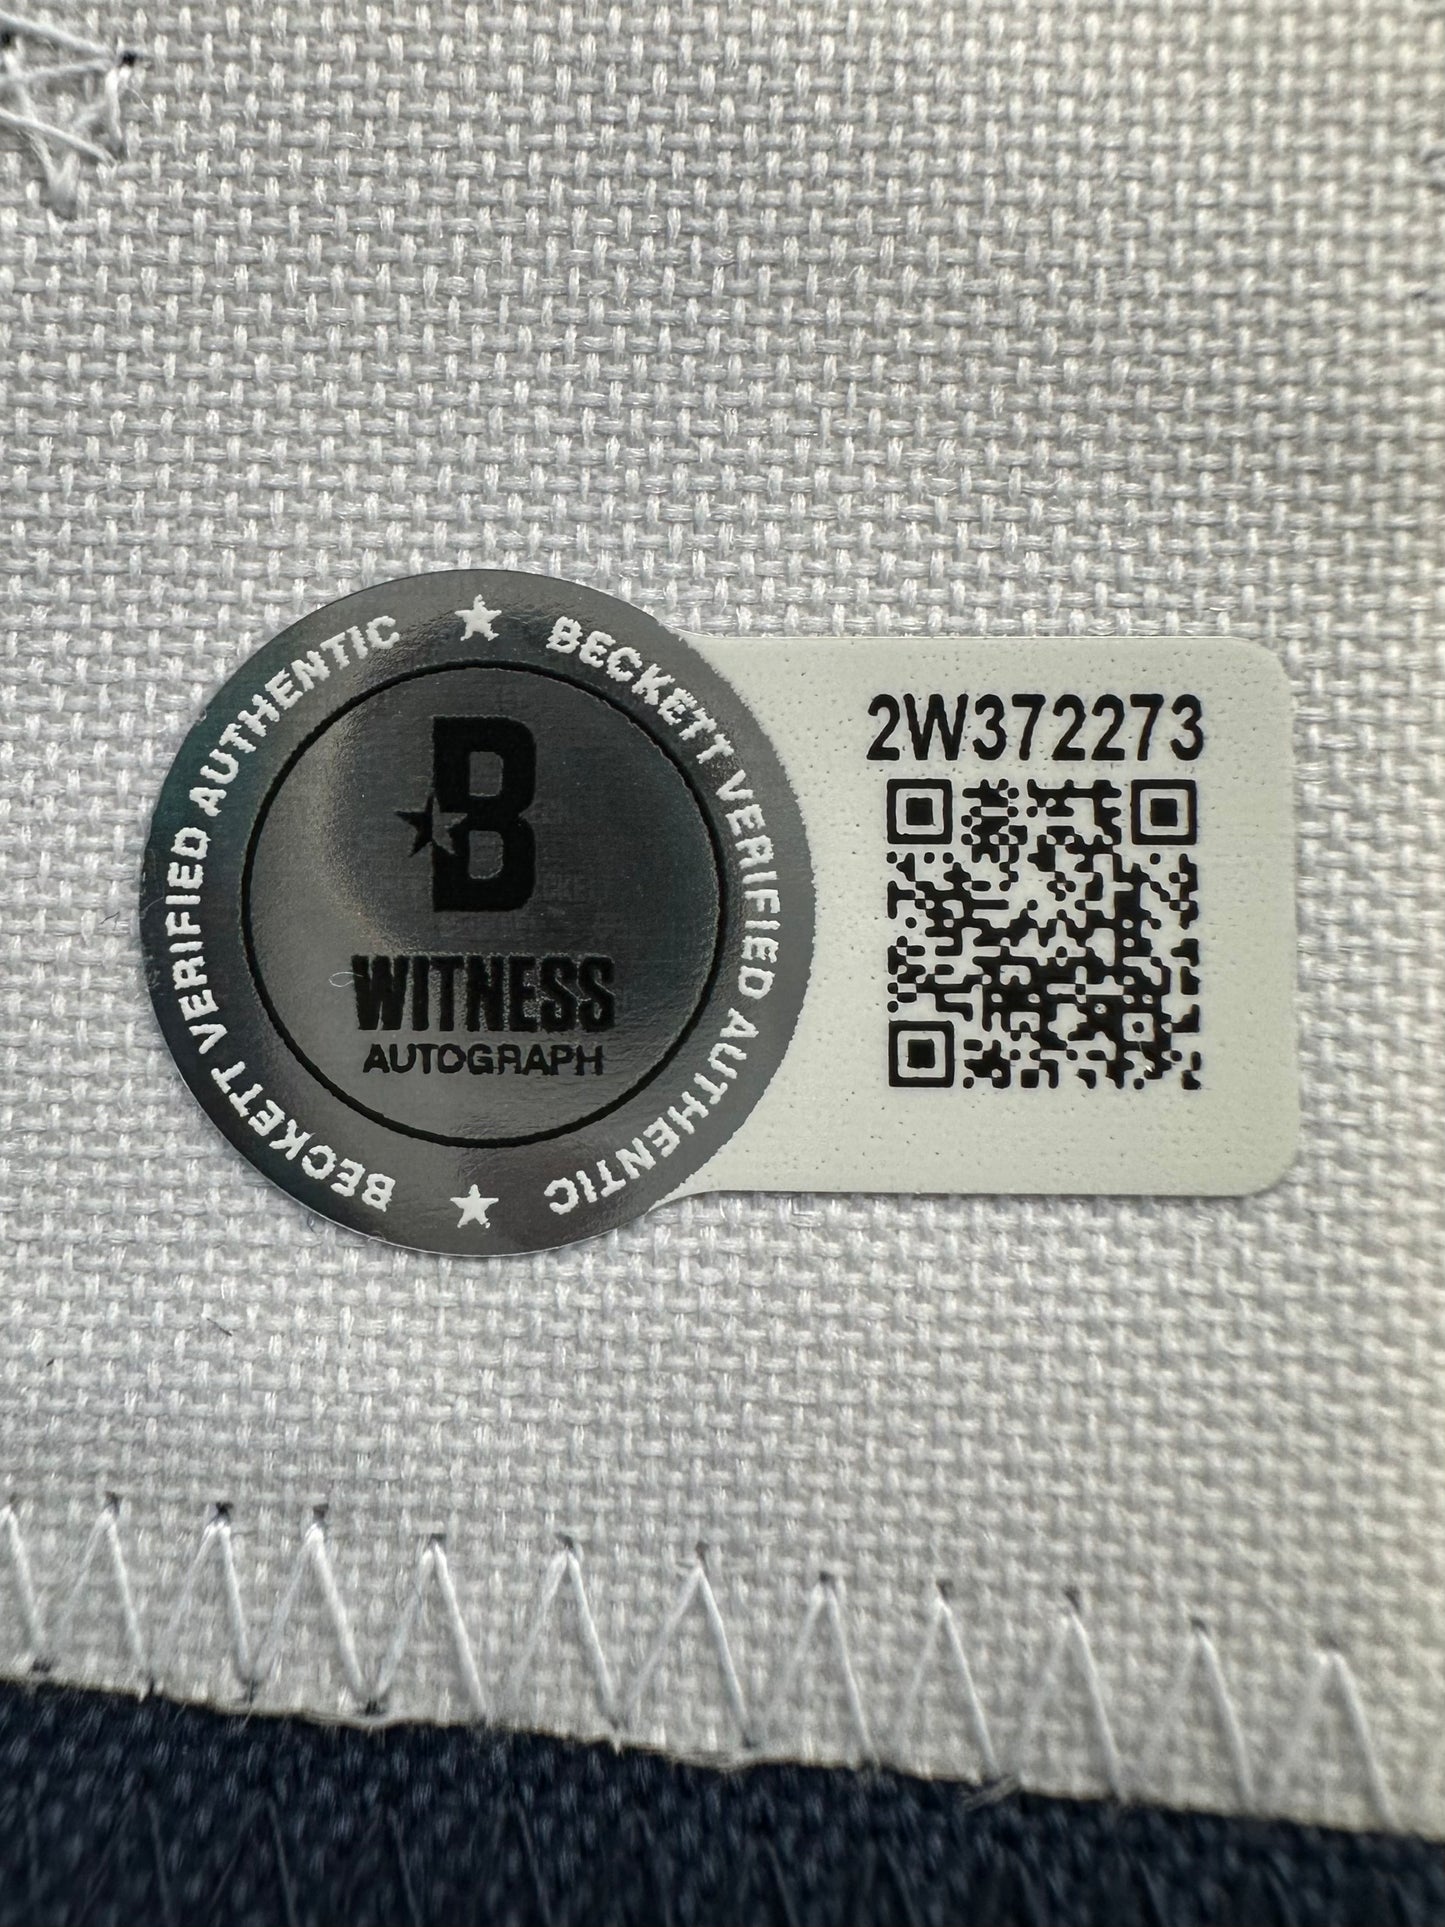 ★ BECKETT VERIFIED AUTHENTIC ★ BECKETT VERIFIED AUTHENTIC
B
WITNESS
AUTOGRAPH
2W372273